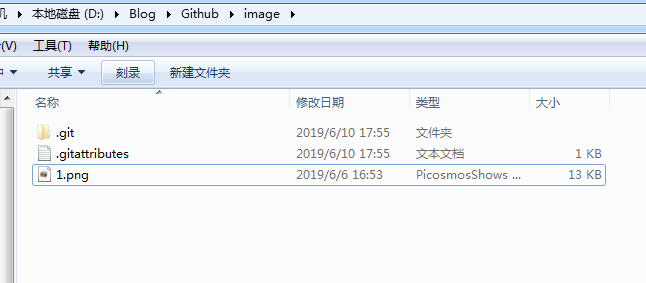 机 ▸ 本地磁盘 (D:) ▸ Blog ▸ Github ▸ image ▸
(V) 工具(T) 帮助(H)
中 ▼ 共享 ▼ 刻录 新建文件夹
名称 修改日期 类型 大小
.git 2019/6/10 17:55 文件夹
.gitattributes 2019/6/10 17:55 文本文档 1 KB
1.png 2019/6/6 16:53 PicosmosShows ... 13 KB